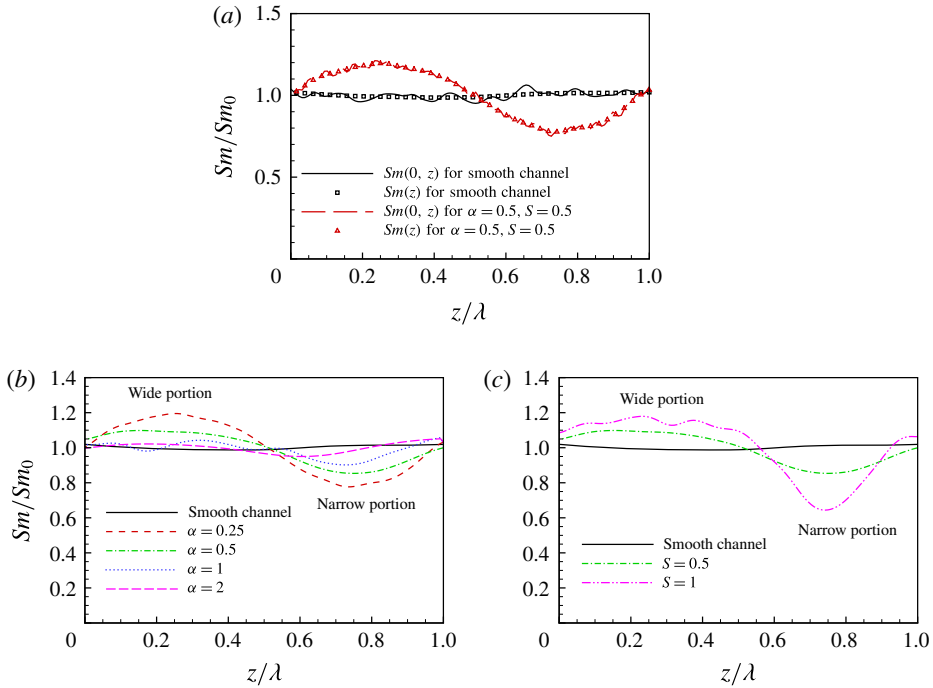 (a)
1.5
1.0
0.5
Sm/Sm0
Sm(0, z) for smooth channel
Sm(z) for smooth channel
Sm(0, z) for α = 0.5, S = 0.5
Sm(z) for α = 0.5, S = 0.5
0 0.2 0.4 0.6 0.8 1.0
z/λ
(b)
1.4
1.2
1.0
0.8
0.6
0.4
0.2
Sm/Sm0
Wide portion
Narrow portion
Smooth channel
α = 0.25
α = 0.5
α = 1
α = 2
0 0.2 0.4 0.6 0.8 1.0
z/λ
(c)
1.4
1.2
1.0
0.8
0.6
0.4
0.2
Wide portion
Narrow portion
Smooth channel
S = 0.5
S = 1
0 0.2 0.4 0.6 0.8 1.0
z/λ